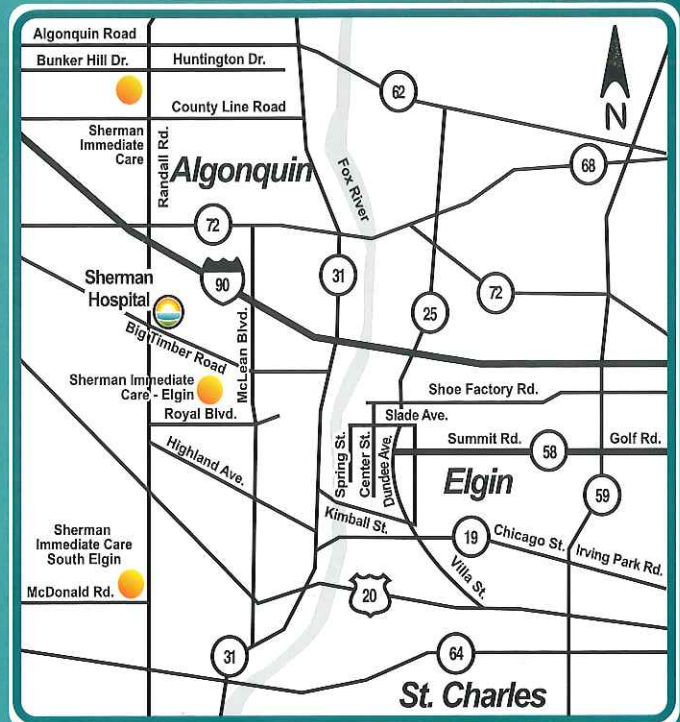 Algonquin Road
Bunker Hill Dr.
Huntington Dr.
62
N
County Line Road
Sherman
Immediate
Care
Randall Rd.
Algonquin
Fox River
68
72
31
Sherman
Hospital
90
72
25
Big Timber Road
McLean Blvd.
Sherman Immediate
Care - Elgin
Shoe Factory Rd.
Royal Blvd.
Slade Ave.
Spring St.
Center St.
Dundee Ave.
Summit Rd.
58
Golf Rd.
Highland Ave.
Elgin
59
Kimball St.
19
Chicago St.
Irving Park Rd.
Sherman
Immediate Care
South Elgin
Villa St.
McDonald Rd.
20
31
64
St. Charles